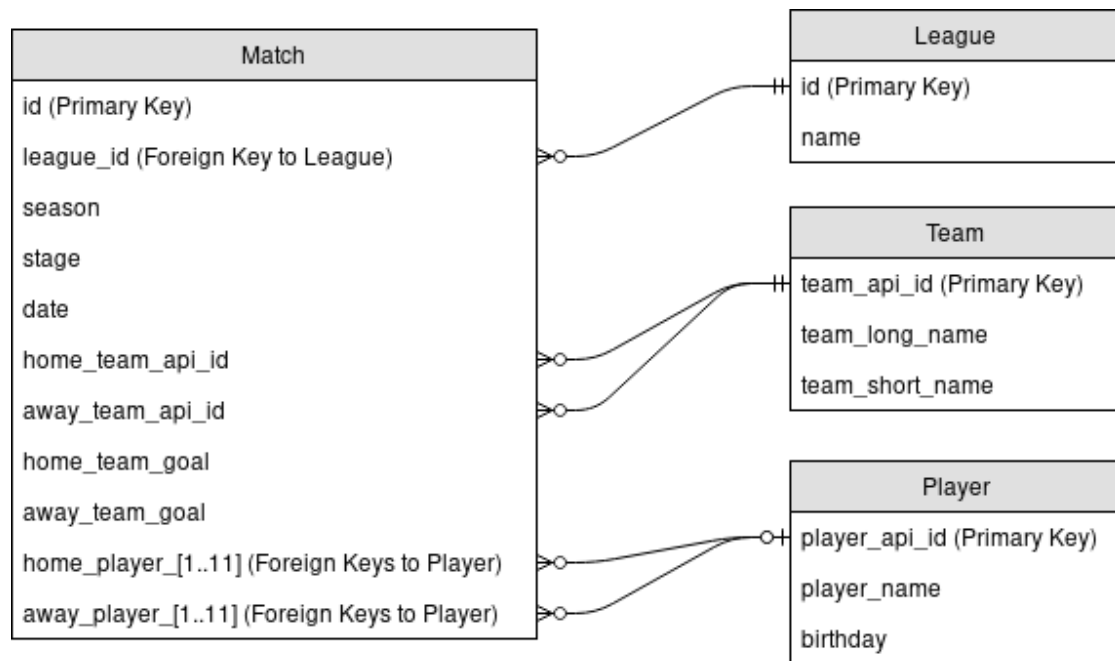 Match
id (Primary Key)
league_id (Foreign Key to League)
season
stage
date
home_team_api_id
away_team_api_id
home_team_goal
away_team_goal
home_player_[1..11] (Foreign Keys to Player)
away_player_[1..11] (Foreign Keys to Player)
League
id (Primary Key)
name
Team
team_api_id (Primary Key)
team_long_name
team_short_name
Player
player_api_id (Primary Key)
player_name
birthday